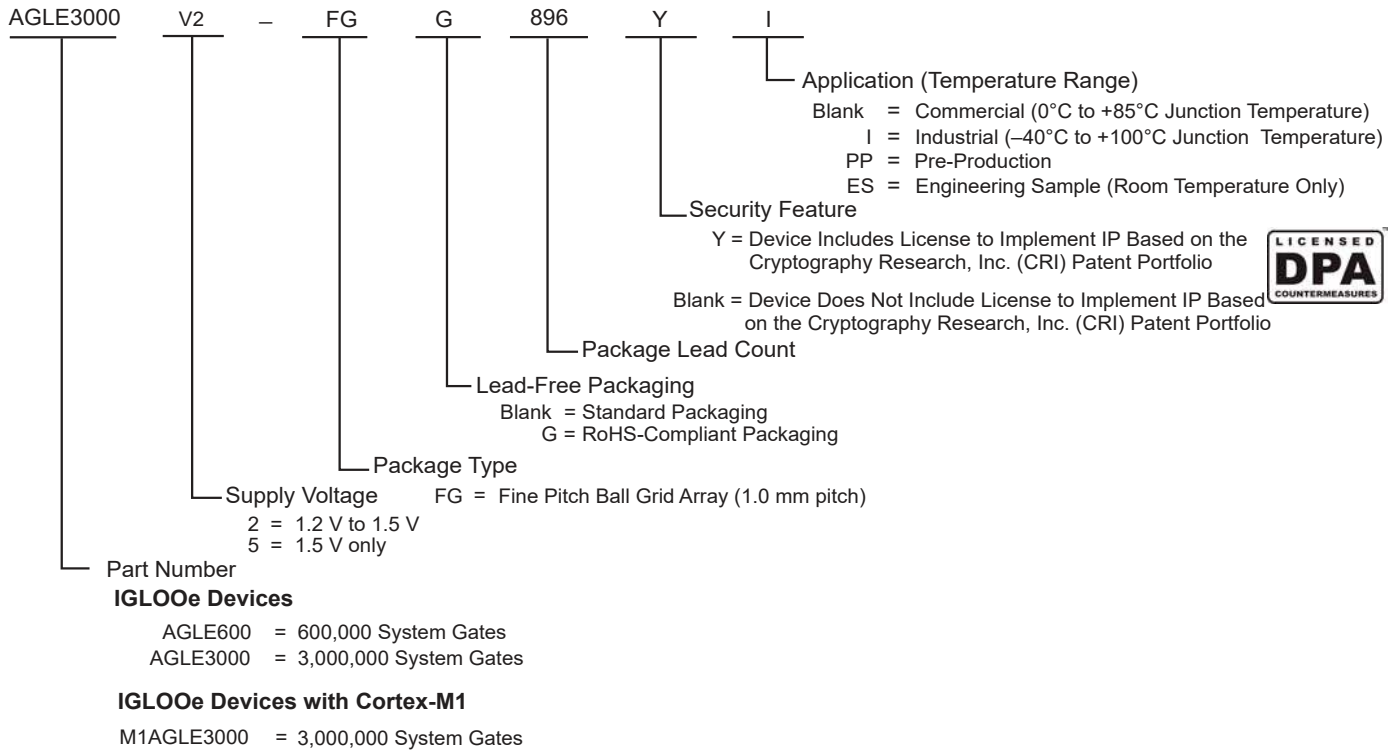 AGLE3000 V2 – FG G 896 Y I
Application (Temperature Range)
Blank = Commercial (0°C to +85°C Junction Temperature)
I = Industrial (–40°C to +100°C Junction Temperature)
PP = Pre-Production
ES = Engineering Sample (Room Temperature Only)
Security Feature
Y = Device Includes License to Implement IP Based on the
Cryptography Research, Inc. (CRI) Patent Portfolio
LICENSED
DPA
COUNTERMEASURES
™
Blank = Device Does Not Include License to Implement IP Based
on the Cryptography Research, Inc. (CRI) Patent Portfolio
Package Lead Count
Lead-Free Packaging
Blank = Standard Packaging
G = RoHS-Compliant Packaging
Package Type
FG = Fine Pitch Ball Grid Array (1.0 mm pitch)
Supply Voltage
2 = 1.2 V to 1.5 V
5 = 1.5 V only
Part Number
IGLOOe Devices
AGLE600 = 600,000 System Gates
AGLE3000 = 3,000,000 System Gates
IGLOOe Devices with Cortex-M1
M1AGLE3000 = 3,000,000 System Gates